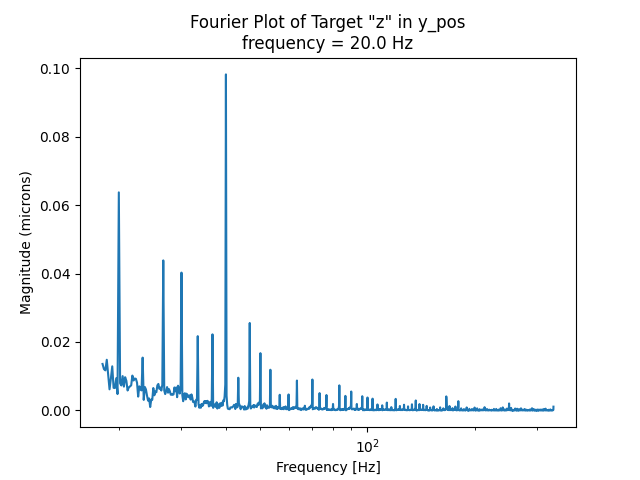 Fourier Plot of Target "z" in y_pos
frequency = 20.0 Hz
0.10
0.08
0.06
0.04
0.02
0.00
Magnitude (microns)
10²
Frequency [Hz]